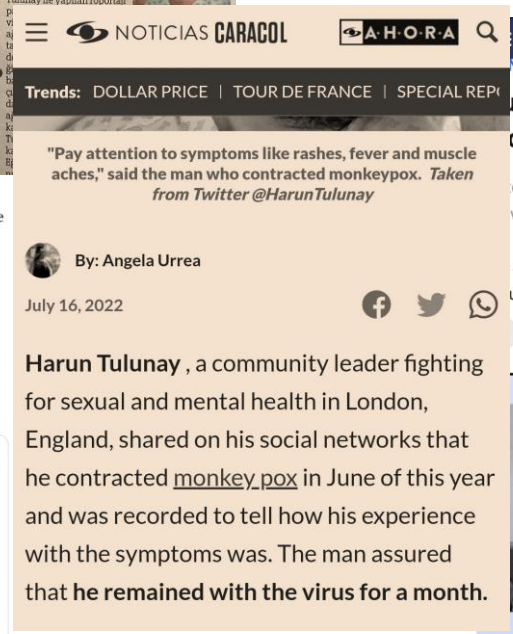 NOTICIAS CARACOL
A·H·O·R·A
Trends: DOLLAR PRICE | TOUR DE FRANCE | SPECIAL REP
"Pay attention to symptoms like rashes, fever and muscle
aches," said the man who contracted monkeypox. Taken
from Twitter @HarunTulunay
By: Angela Urrea
July 16, 2022
Harun Tulunay , a community leader fighting
for sexual and mental health in London,
England, shared on his social networks that
he contracted monkey pox in June of this year
and was recorded to tell how his experience
with the symptoms was. The man assured
that he remained with the virus for a month.